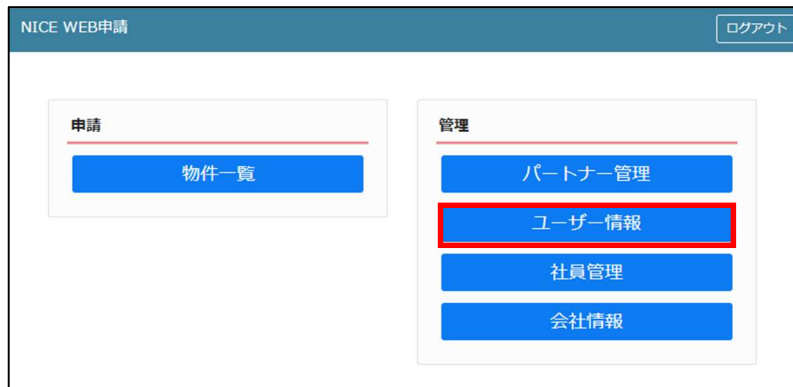 NICE WEB申請
ログアウト
申請
物件一覧
管理
パートナー管理
ユーザー情報
社員管理
会社情報